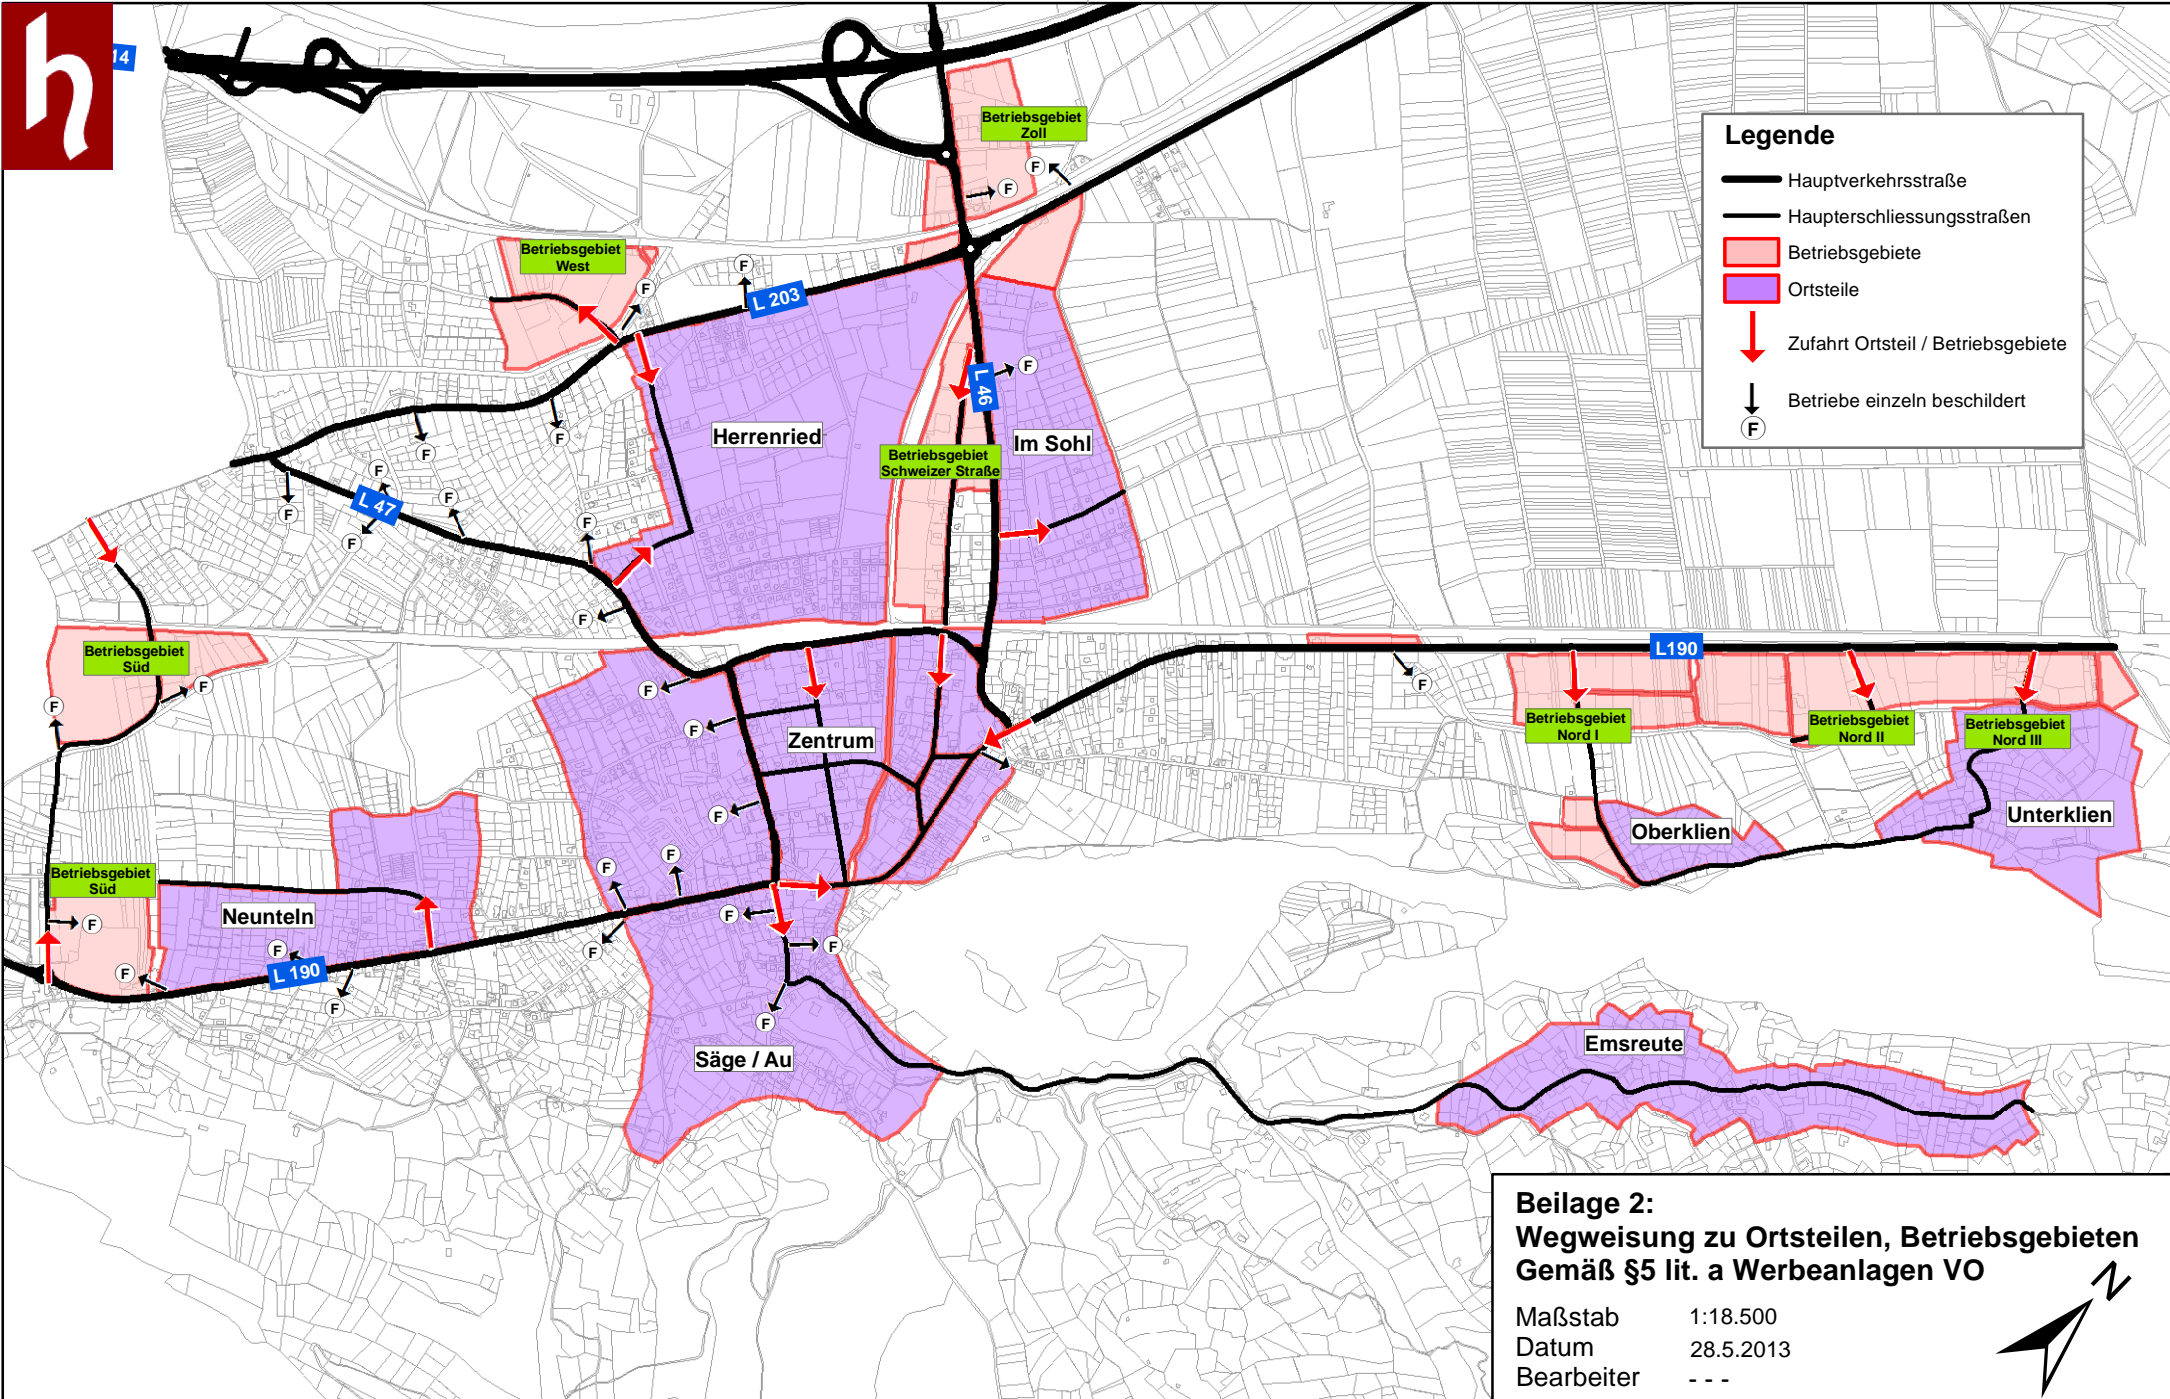 h
14
Betriebsgebiet
Zoll
F
F
Legende
Hauptverkehrsstraße
Haupterschliessungsstraßen
Betriebsgebiete
Ortsteile
Zufahrt Ortsteil / Betriebsgebiete
Betriebe einzeln beschildert
F
Betriebsgebiet
West
F
F
L 203
F
L 46
Herrenried
Im Sohl
Betriebsgebiet
Schweizer Straße
F
F
F
F
L 47
F
F
F
F
Betriebsgebiet
Süd
F
F
L190
F
F
F
Zentrum
Betriebsgebiet
Nord I
Betriebsgebiet
Nord II
Betriebsgebiet
Nord III
F
Oberklien
Unterklien
F
F
Betriebsgebiet
Süd
Neunteln
F
F
F
F
F
F
F
L 190
F
F
Säge / Au
Emsreute
Beilage 2:
Wegweisung zu Ortsteilen, Betriebsgebieten
Gemäß §5 lit. a Werbeanlagen VO
Maßstab 1:18.500
Datum 28.5.2013
Bearbeiter - - -
N